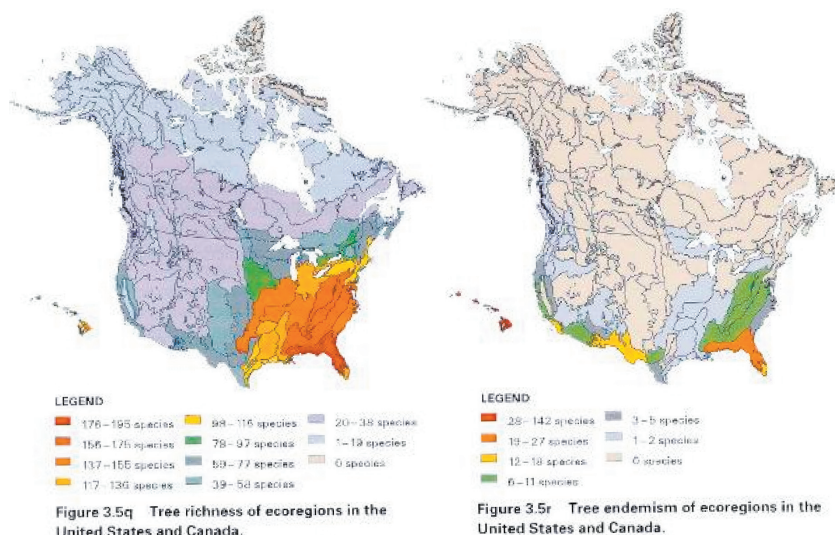 LEGEND
176–195 species
156–175 species
137–155 species
117–136 species
98–116 species
78–97 species
59–77 species
39–58 species
20–38 species
1–19 species
0 species
Figure 3.5q Tree richness of ecoregions in the
United States and Canada.
LEGEND
28–142 species
19–27 species
12–18 species
6–11 species
3–5 species
1–2 species
0 species
Figure 3.5r Tree endemism of ecoregions in the
United States and Canada.